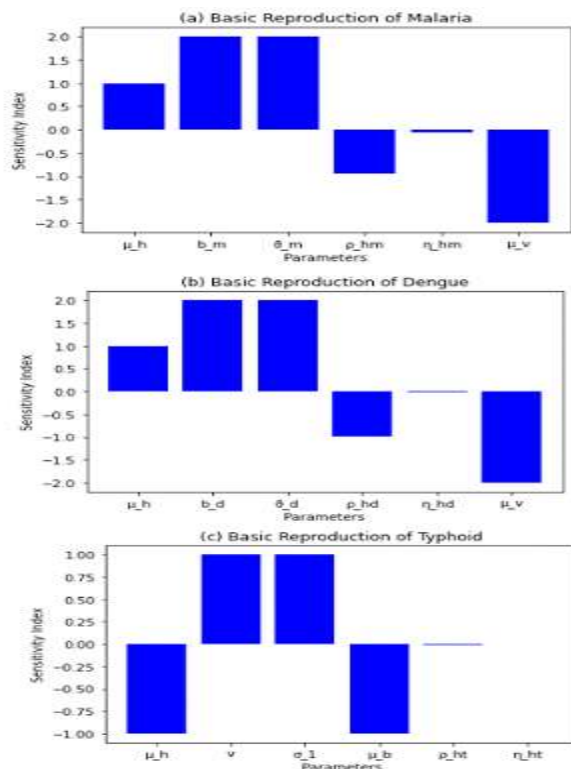 (a) Basic Reproduction of Malaria
2.0
1.5
1.0
0.5
0.0
−0.5
−1.0
−1.5
−2.0
Sensitivity Index
μ_h b_m θ_m ρ_hm η_hm μ_v
Parameters
(b) Basic Reproduction of Dengue
2.0
1.5
1.0
0.5
0.0
−0.5
−1.0
−1.5
−2.0
Sensitivity Index
μ_h b_d θ_d ρ_hd η_hd μ_v
Parameters
(c) Basic Reproduction of Typhoid
1.00
0.75
0.50
0.25
0.00
−0.25
−0.50
−0.75
−1.00
Sensitivity Index
μ_h v σ_1 μ_b ρ_ht η_ht
Parameters